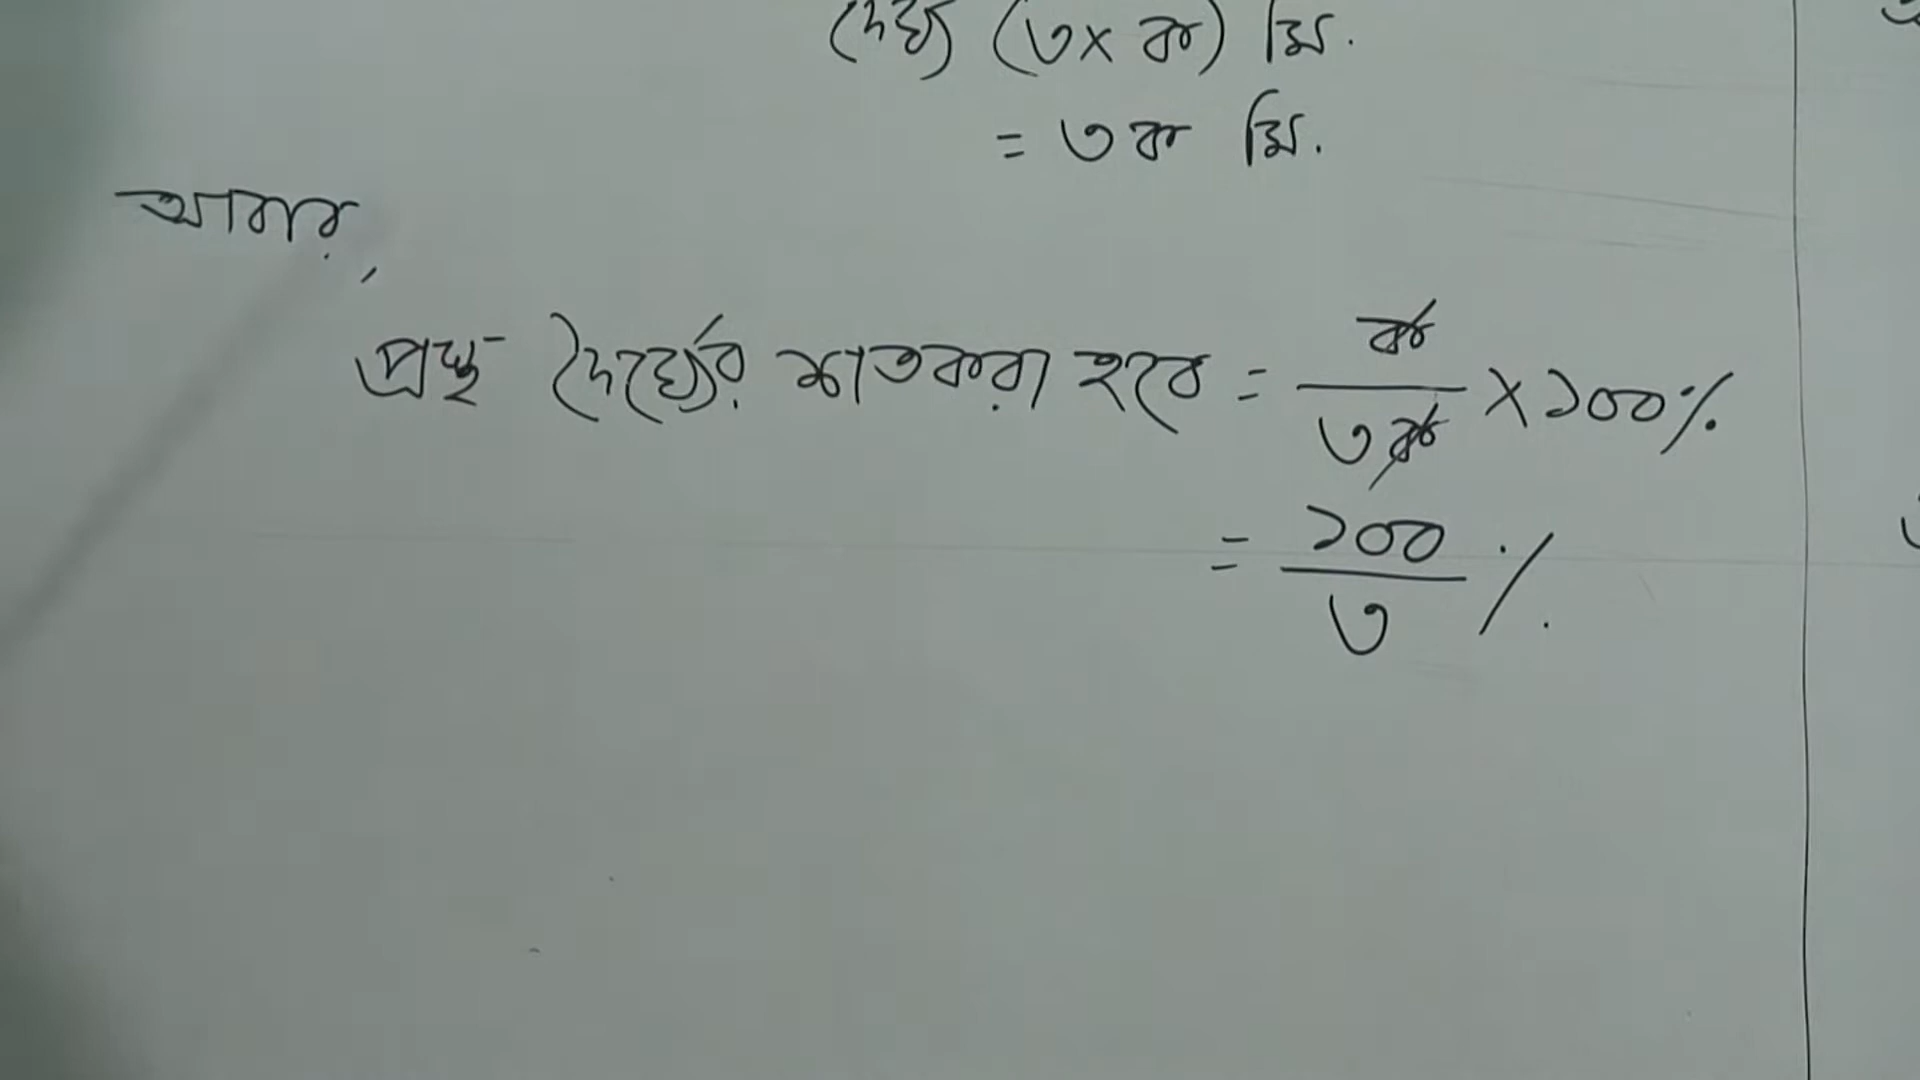 দৈর্ঘ্য (৩ × ক) মি.
= ৩ক মি.
আবার,
প্রস্থ দৈর্ঘ্যের শতকরা হবে = ক/৩ক × ১০০%
= ১০০/৩ %